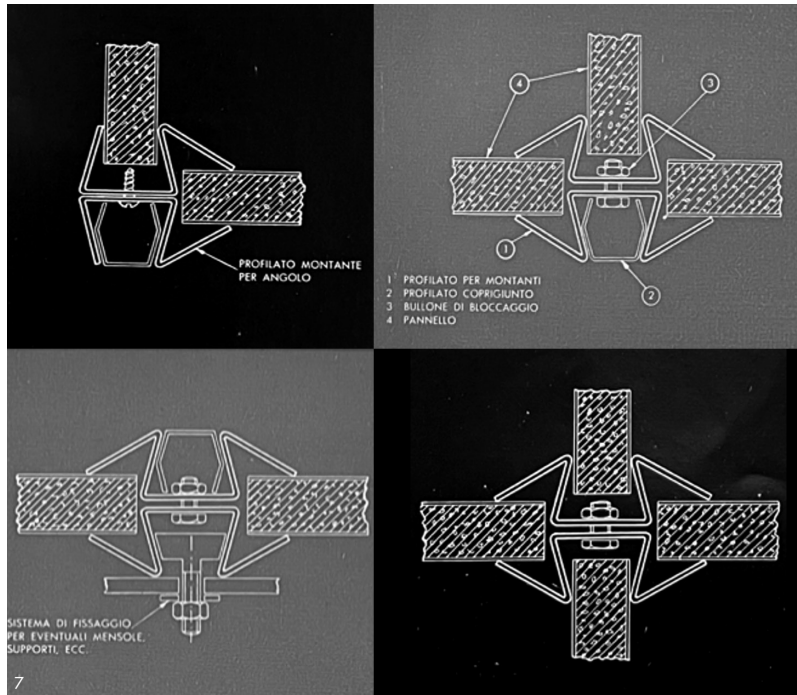 PROFILATO MONTANTE
PER ANGOLO
4
3
1
2
1 PROFILATO PER MONTANTI
2 PROFILATO COPRIGIUNTO
3 BULLONE DI BLOCCAGGIO
4 PANNELLO
SISTEMA DI FISSAGGIO
PER EVENTUALI MENSOLE,
SUPPORTI, ECC.
7